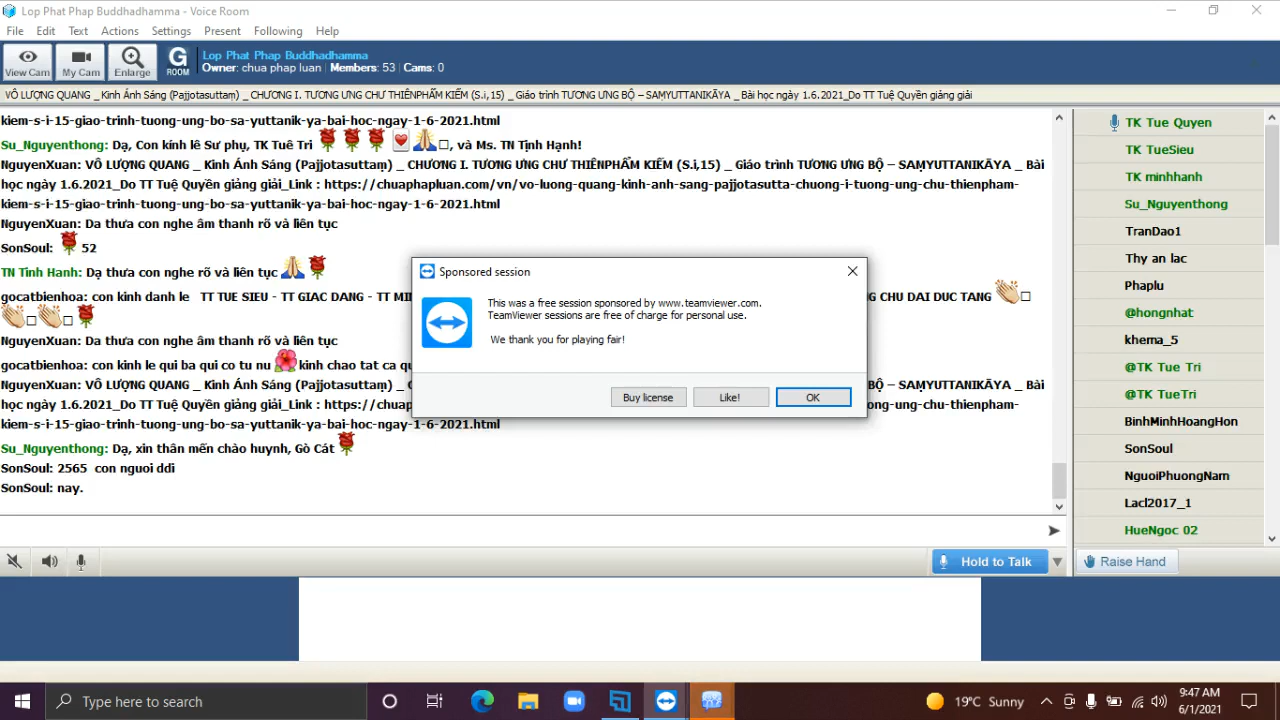 Lop Phat Phap Buddhadhamma - Voice Room
File Edit Text Actions Settings Present Following Help
View Cam My Cam Enlarge G ROOM
Lop Phat Phap Buddhadhamma
Owner: chua phap luan Members: 53 Cams: 0
VÔ LƯỢNG QUANG _ Kinh Ánh Sáng (Pajjotasuttaṃ) _ CHƯƠNG I. TƯƠNG ƯNG CHƯ THIÊNPHẨM KIẾM (S.i,15) _ Giáo trình TƯƠNG ƯNG BỘ – SAṂYUTTANIKĀYA _ Bài học ngày 1.6.2021_Do TT Tuệ Quyền giảng giải
kiem-s-i-15-giao-trinh-tuong-ung-bo-sa-yuttanik-ya-bai-hoc-ngay-1-6-2021.html
Su_Nguyenthong: Dạ, Con kính lễ Sư phụ, TK Tuê Tri , và Ms. TN Tịnh Hạnh!
NguyenXuan: VÔ LƯỢNG QUANG _ Kinh Ánh Sáng (Pajjotasuttaṃ) _ CHƯƠNG I. TƯƠNG ƯNG CHƯ THIÊNPHẨM KIẾM (S.i,15) _ Giáo trình TƯƠNG ƯNG BỘ – SAṂYUTTANIKĀYA _ Bài
học ngày 1.6.2021_Do TT Tuệ Quyền giảng giải_Link : https://chuaphapluan.com/vn/vo-luong-quang-kinh-anh-sang-pajjotasutta-chuong-i-tuong-ung-chu-thienpham-
kiem-s-i-15-giao-trinh-tuong-ung-bo-sa-yuttanik-ya-bai-hoc-ngay-1-6-2021.html
NguyenXuan: Da thưa con nghe âm thanh rõ và liên tục
SonSoul: 52
TN Tinh Hanh: Dạ thưa con nghe rõ và liên tục
gocatbienhoa: con kinh danh le TT TUE SIEU - TT GIAC DANG - TT MI
G CHU DAI DUC TANG
NguyenXuan: Da thưa con nghe âm thanh rõ và liên tục
gocatbienhoa: con kinh le qui ba qui co tu nu kinh chao tat ca qu
NguyenXuan: VÔ LƯỢNG QUANG _ Kinh Ánh Sáng (Pajjotasuttaṃ) _ C
BỘ – SAṂYUTTANIKĀYA _ Bài
học ngày 1.6.2021_Do TT Tuệ Quyền giảng giải_Link : https://chuap
ong-ung-chu-thienpham-
kiem-s-i-15-giao-trinh-tuong-ung-bo-sa-yuttanik-ya-bai-hoc-ngay-1-6-2021.html
Su_Nguyenthong: Dạ, xin thân mến chào huynh, Gò Cát
SonSoul: 2565 con nguoi ddi
SonSoul: nay.
Sponsored session
This was a free session sponsored by www.teamviewer.com.
TeamViewer sessions are free of charge for personal use.
We thank you for playing fair!
Buy license Like! OK
TK Tue Quyen
TK TueSieu
TK minhhanh
Su_Nguyenthong
TranDao1
Thy an lac
Phaplu
@hongnhat
khema_5
@TK Tue Tri
@TK TueTri
BinhMinhHoangHon
SonSoul
NguoiPhuongNam
Lacl2017_1
HueNgoc 02
Hold to Talk Raise Hand
Type here to search
19°C Sunny
9:47 AM
6/1/2021